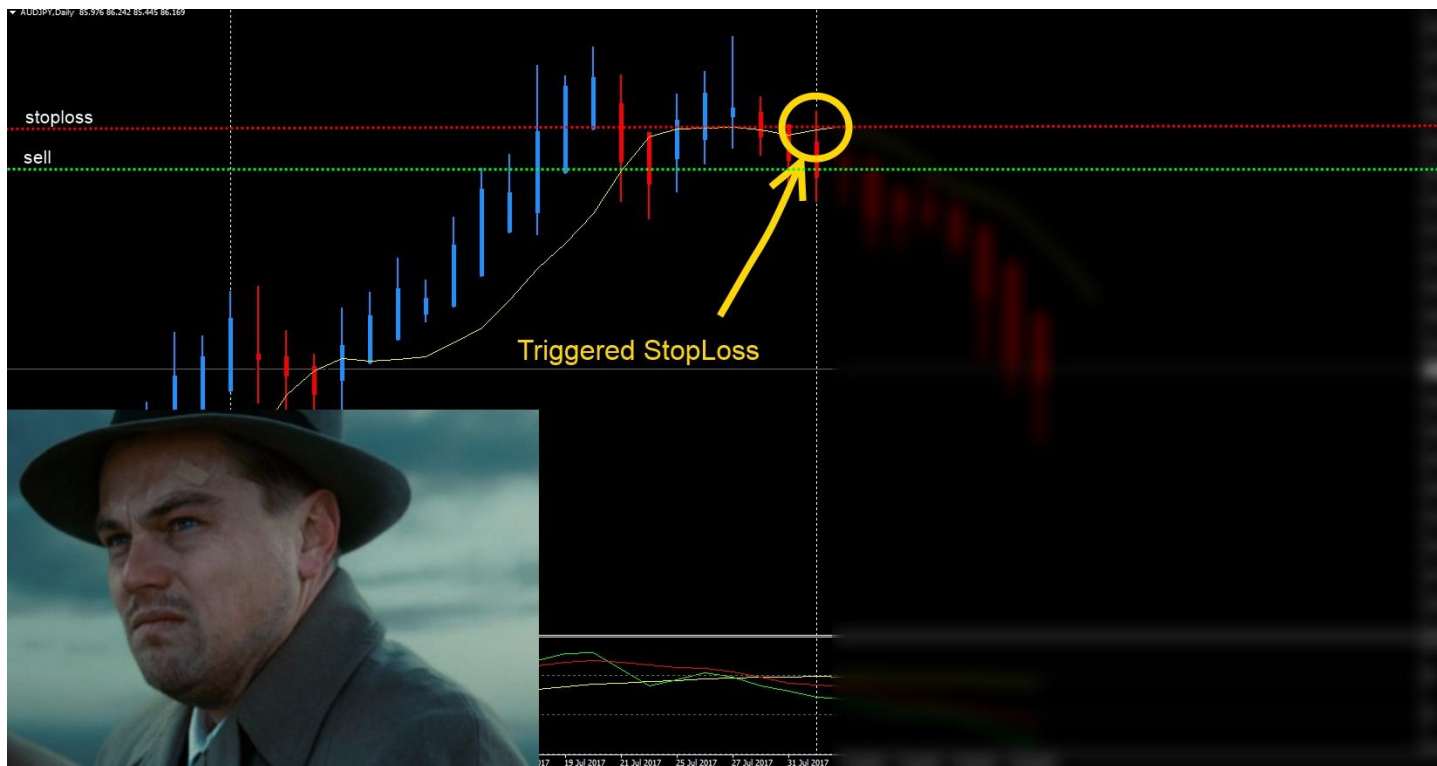 AUDJPY,Daily 85.976 86.242 85.445 86.169
stoploss
sell
Triggered StopLoss
19 Jul 2017 21 Jul 2017 25 Jul 2017 27 Jul 2017 31 Jul 2017